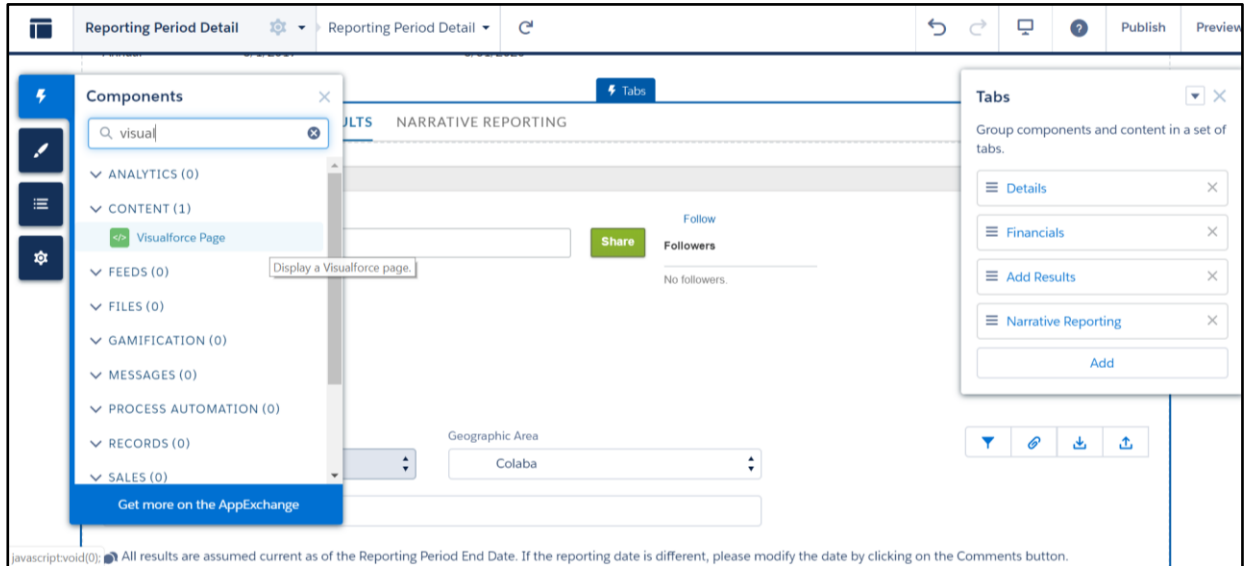 Reporting Period Detail
Reporting Period Detail
Publish
Preview
Components
visual
ANALYTICS (0)
CONTENT (1)
Visualforce Page
Display a Visualforce page.
FEEDS (0)
FILES (0)
GAMIFICATION (0)
MESSAGES (0)
PROCESS AUTOMATION (0)
RECORDS (0)
SALES (0)
Get more on the AppExchange
Tabs
ULTS NARRATIVE REPORTING
Share
Follow
Followers
No followers.
Geographic Area
Colaba
Tabs
Group components and content in a set of
tabs.
Details
Financials
Add Results
Narrative Reporting
Add
javascript:void(0);
All results are assumed current as of the Reporting Period End Date. If the reporting date is different, please modify the date by clicking on the Comments button.